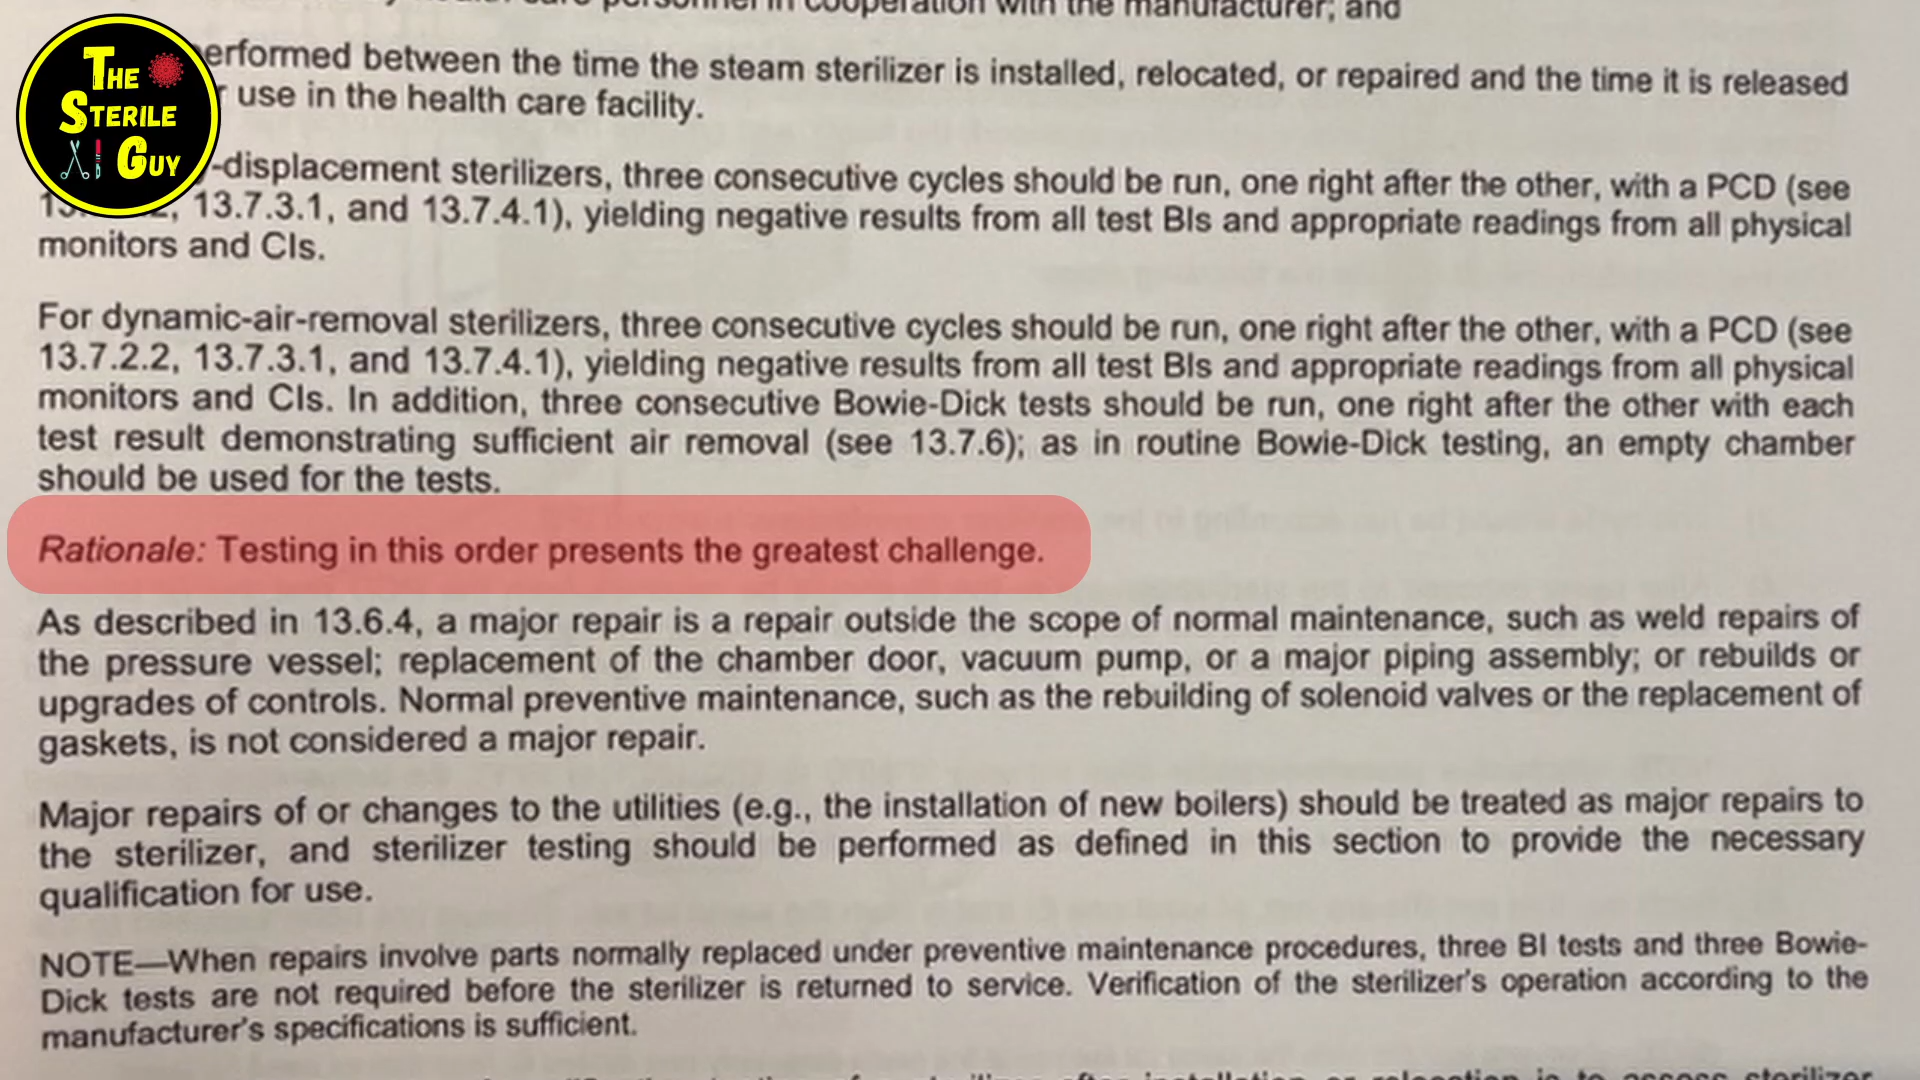 THE
STERILE
GUY
personnel in cooperation with the manufacturer; and
erformed between the time the steam sterilizer is installed, relocated, or repaired and the time it is released
use in the health care facility.
-displacement sterilizers, three consecutive cycles should be run, one right after the other, with a PCD (see
13.7.3.1, and 13.7.4.1), yielding negative results from all test BIs and appropriate readings from all physical
monitors and CIs.
For dynamic-air-removal sterilizers, three consecutive cycles should be run, one right after the other, with a PCD (see
13.7.2.2, 13.7.3.1, and 13.7.4.1), yielding negative results from all test BIs and appropriate readings from all physical
monitors and CIs. In addition, three consecutive Bowie-Dick tests should be run, one right after the other with each
test result demonstrating sufficient air removal (see 13.7.6); as in routine Bowie-Dick testing, an empty chamber
should be used for the tests.
Rationale: Testing in this order presents the greatest challenge.
As described in 13.6.4, a major repair is a repair outside the scope of normal maintenance, such as weld repairs of
the pressure vessel; replacement of the chamber door, vacuum pump, or a major piping assembly; or rebuilds or
upgrades of controls. Normal preventive maintenance, such as the rebuilding of solenoid valves or the replacement of
gaskets, is not considered a major repair.
Major repairs of or changes to the utilities (e.g., the installation of new boilers) should be treated as major repairs to
the sterilizer, and sterilizer testing should be performed as defined in this section to provide the necessary
qualification for use.
NOTE—When repairs involve parts normally replaced under preventive maintenance procedures, three BI tests and three Bowie-
Dick tests are not required before the sterilizer is returned to service. Verification of the sterilizer's operation according to the
manufacturer's specifications is sufficient.